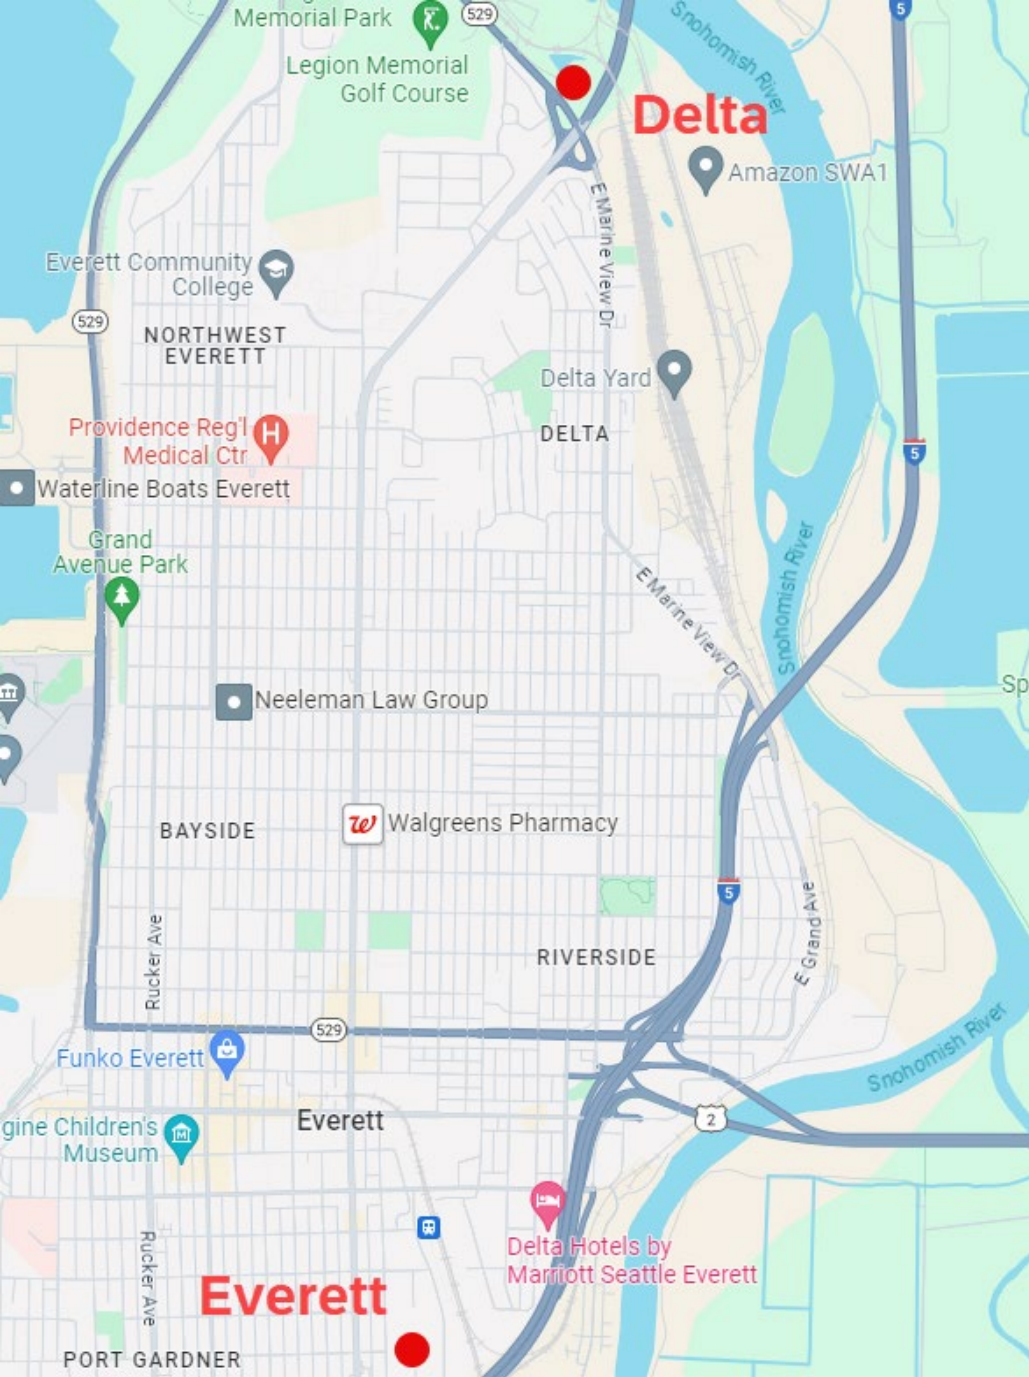 Memorial Park
529
5
Snohomish River
Legion Memorial
Golf Course
Delta
Amazon SWA1
E Marine View Dr
Everett Community
College
529
NORTHWEST
EVERETT
Delta Yard
DELTA
5
Providence Reg'l
Medical Ctr
H
Waterline Boats Everett
Grand
Avenue Park
Snohomish River
E Marine View Dr
Sp
Neeleman Law Group
BAYSIDE
W
Walgreens Pharmacy
5
E Grand Ave
Rucker Ave
RIVERSIDE
529
Snohomish River
Funko Everett
Everett
2
gine Children's
Museum
M
Delta Hotels by
Marriott Seattle Everett
Rucker Ave
Everett
PORT GARDNER